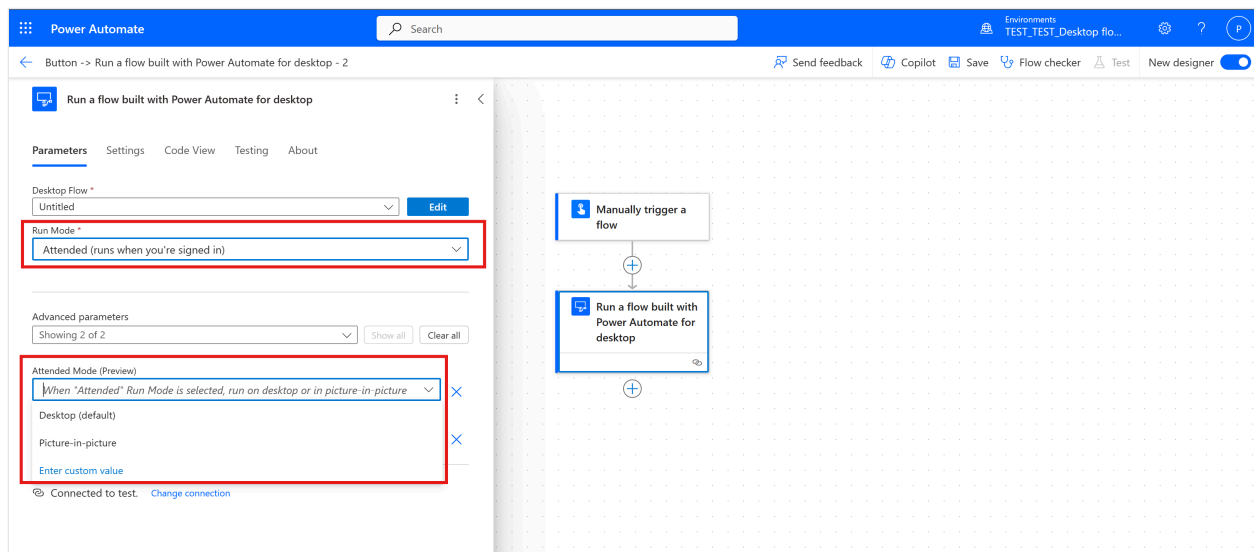 Power Automate
Search
Environments
TEST_TEST_Desktop flo...
?
P
Button -> Run a flow built with Power Automate for desktop - 2
Send feedback
Copilot
Save
Flow checker
Test
New designer
Run a flow built with Power Automate for desktop
Parameters
Settings
Code View
Testing
About
Desktop Flow *
Untitled
Edit
Run Mode *
Attended (runs when you're signed in)
Advanced parameters
Showing 2 of 2
Show all
Clear all
Attended Mode (Preview)
When "Attended" Run Mode is selected, run on desktop or in picture-in-picture
Desktop (default)
Picture-in-picture
Enter custom value
Connected to test.
Change connection
Manually trigger a
flow
Run a flow built with
Power Automate for
desktop